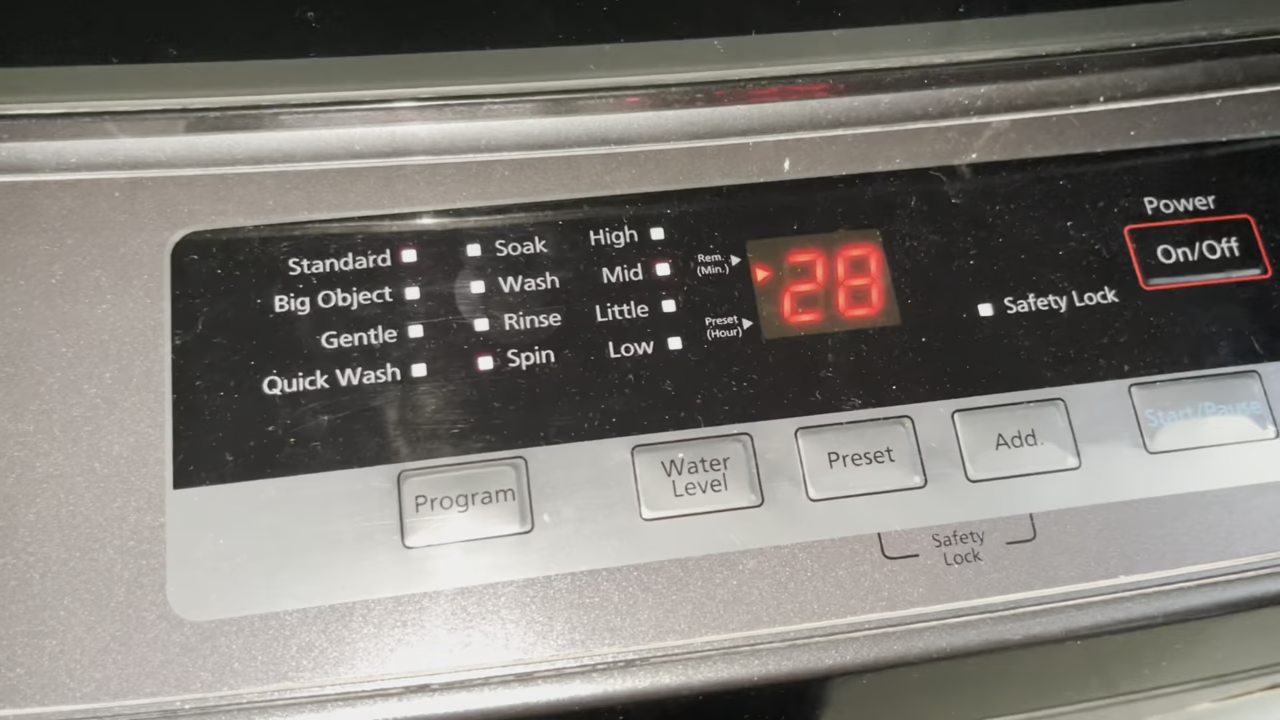 Power
On/Off
Standard
Big Object
Gentle
Quick Wash
Soak
Wash
Rinse
Spin
High
Mid
Little
Low
Rem.
(Min.)
Preset
(Hour)
28
Safety Lock
Program
Water
Level
Preset
Add.
Start/Pause
Safety
Lock